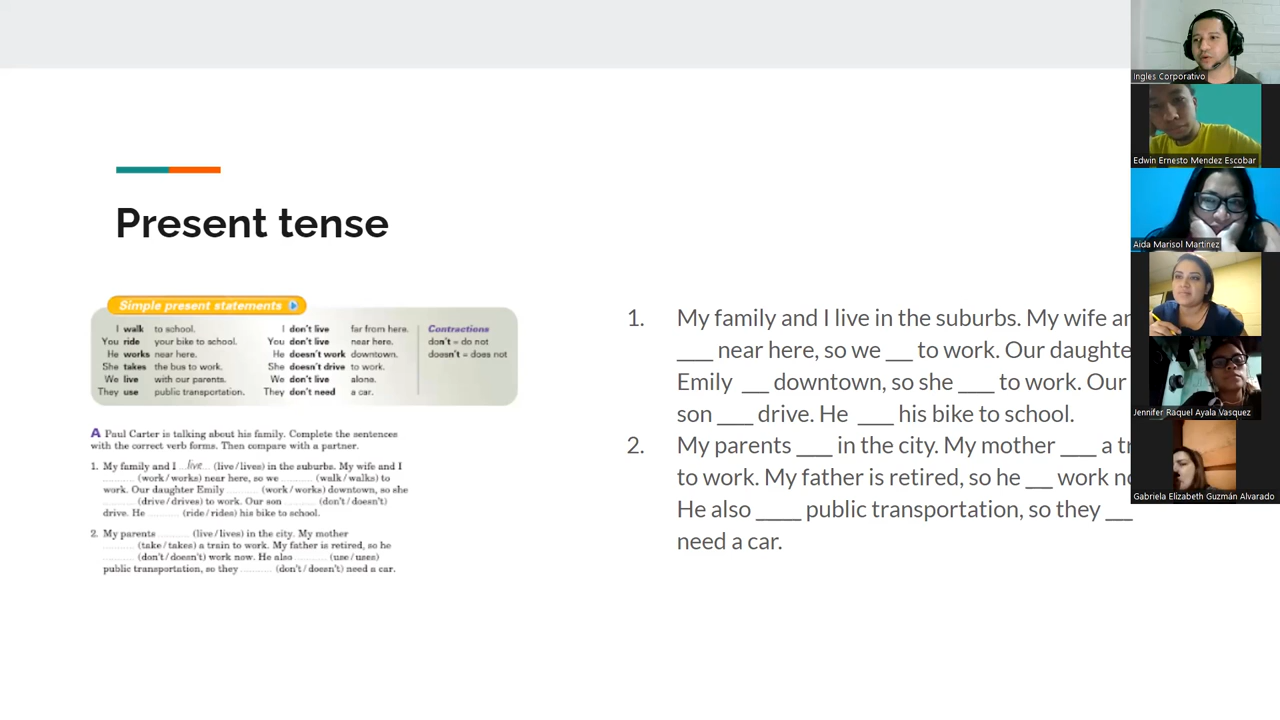 Present tense
Simple present statements
I walk to school.
You ride your bike to school.
He works near here.
She takes the bus to work.
We live with our parents.
They use public transportation.
I don't live far from here.
You don't live near here.
He doesn't work downtown.
She doesn't drive to work.
We don't live alone.
They don't need a car.
Contractions
don't = do not
doesn't = does not
A Paul Carter is talking about his family. Complete the sentences
with the correct verb forms. Then compare with a partner.
1. My family and I ...live... (live / lives) in the suburbs. My wife and I
............ (work / works) near here, so we ............ (walk / walks) to
work. Our daughter Emily ............ (work / works) downtown, so she
............ (drive / drives) to work. Our son ............ (don't / doesn't)
drive. He ............ (ride / rides) his bike to school.
2. My parents ............ (live / lives) in the city. My mother
............ (take / takes) a train to work. My father is retired, so he
............ (don't / doesn't) work now. He also ............ (use / uses)
public transportation, so they ............ (don't / doesn't) need a car.
1. My family and I live in the suburbs. My wife
____ near here, so we ___ to work. Our
Emily ___ downtown, so she ____ to work. Our
son ____ drive. He ____ his bike to school.
2. My parents ____ in the city. My mother ____ a
to work. My father is retired, so he ___ work
He also _____ public transportation, so they ___
need a car.
Ingles Corporativo
Edwin Ernesto Mendez Escobar
Aida Marisol Martinez
Jennifer Raquel Ayala Vasquez
Gabriela Elizabeth Guzmán Alvarado